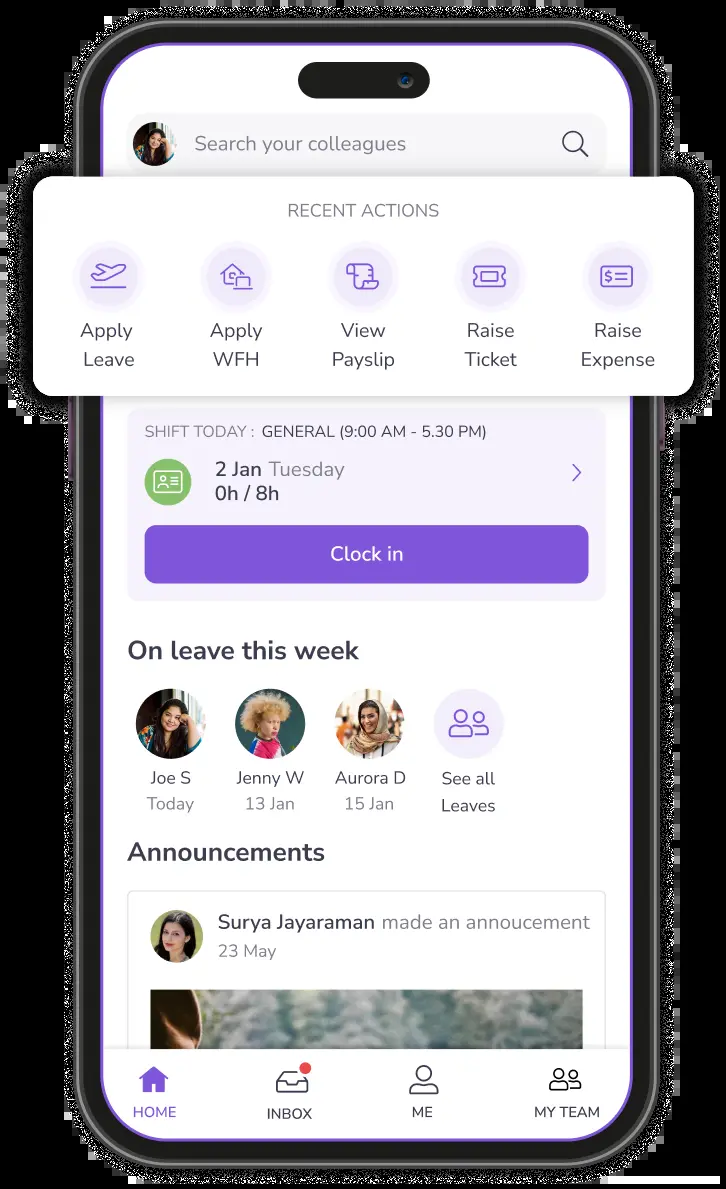 Search your colleagues
RECENT ACTIONS
Apply Leave
Apply WFH
View Payslip
Raise Ticket
Raise Expense
SHIFT TODAY : GENERAL (9:00 AM - 5.30 PM)
2 Jan Tuesday
0h / 8h
Clock in
On leave this week
Joe S
Today
Jenny W
13 Jan
Aurora D
15 Jan
See all
Leaves
Announcements
Surya Jayaraman made an annoucement
23 May
HOME
INBOX
ME
MY TEAM